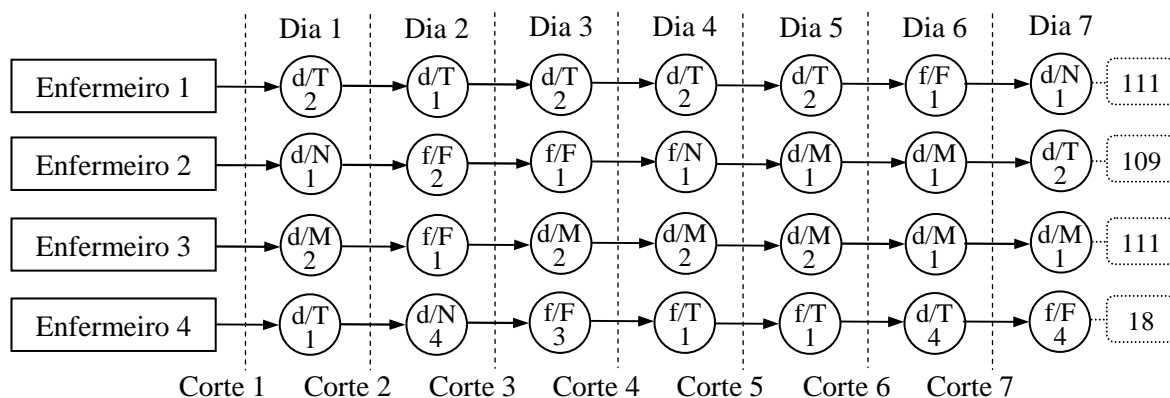 Dia 1 Dia 2 Dia 3 Dia 4 Dia 5 Dia 6 Dia 7
Enfermeiro 1 d/T 2 d/T 1 d/T 2 d/T 2 d/T 2 f/F 1 d/N 1 111
Enfermeiro 2 d/N 1 f/F 2 f/F 1 f/N 1 d/M 1 d/M 1 d/T 2 109
Enfermeiro 3 d/M 2 f/F 1 d/M 2 d/M 2 d/M 2 d/M 1 d/M 1 111
Enfermeiro 4 d/T 1 d/N 4 f/F 3 f/T 1 f/T 1 d/T 4 f/F 4 18
Corte 1 Corte 2 Corte 3 Corte 4 Corte 5 Corte 6 Corte 7